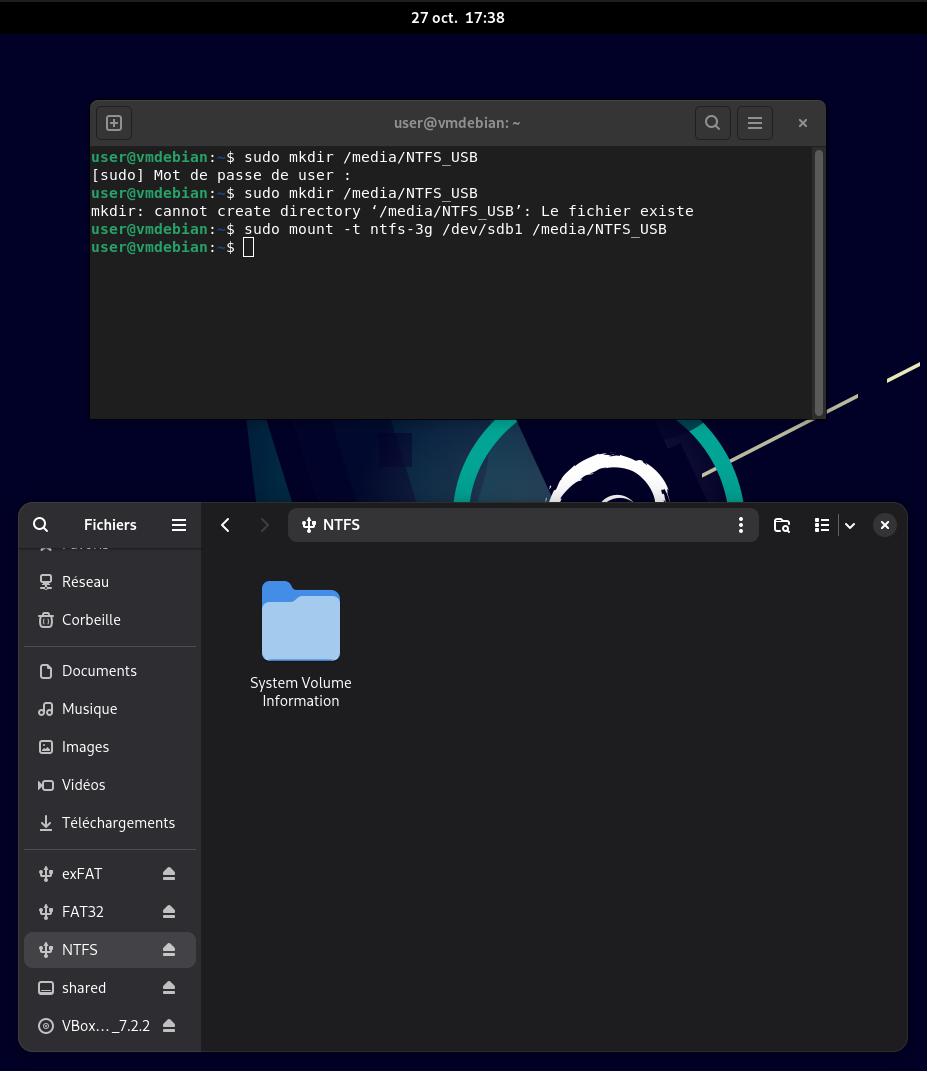 27 oct. 17:38
user@vmdebian: ~
user@vmdebian:~$ sudo mkdir /media/NTFS_USB
[sudo] Mot de passe de user :
user@vmdebian:~$ sudo mkdir /media/NTFS_USB
mkdir: cannot create directory ‘/media/NTFS_USB’: Le fichier existe
user@vmdebian:~$ sudo mount -t ntfs-3g /dev/sdb1 /media/NTFS_USB
user@vmdebian:~$
Fichiers
NTFS
Réseau
Corbeille
Documents
Musique
Images
Vidéos
Téléchargements
exFAT
FAT32
NTFS
shared
VBox…_7.2.2
System Volume
Information